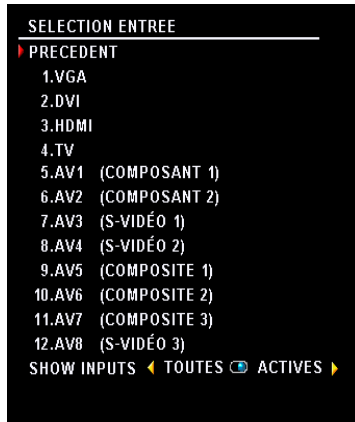 SELECTION ENTREE
PRECEDENT
1.VGA
2.DVI
3.HDMI
4.TV
5.AV1 (COMPOSANT 1)
6.AV2 (COMPOSANT 2)
7.AV3 (S-VIDÉO 1)
8.AV4 (S-VIDÉO 2)
9.AV5 (COMPOSITE 1)
10.AV6 (COMPOSITE 2)
11.AV7 (COMPOSITE 3)
12.AV8 (S-VIDÉO 3)
SHOW INPUTS TOUTES ACTIVES